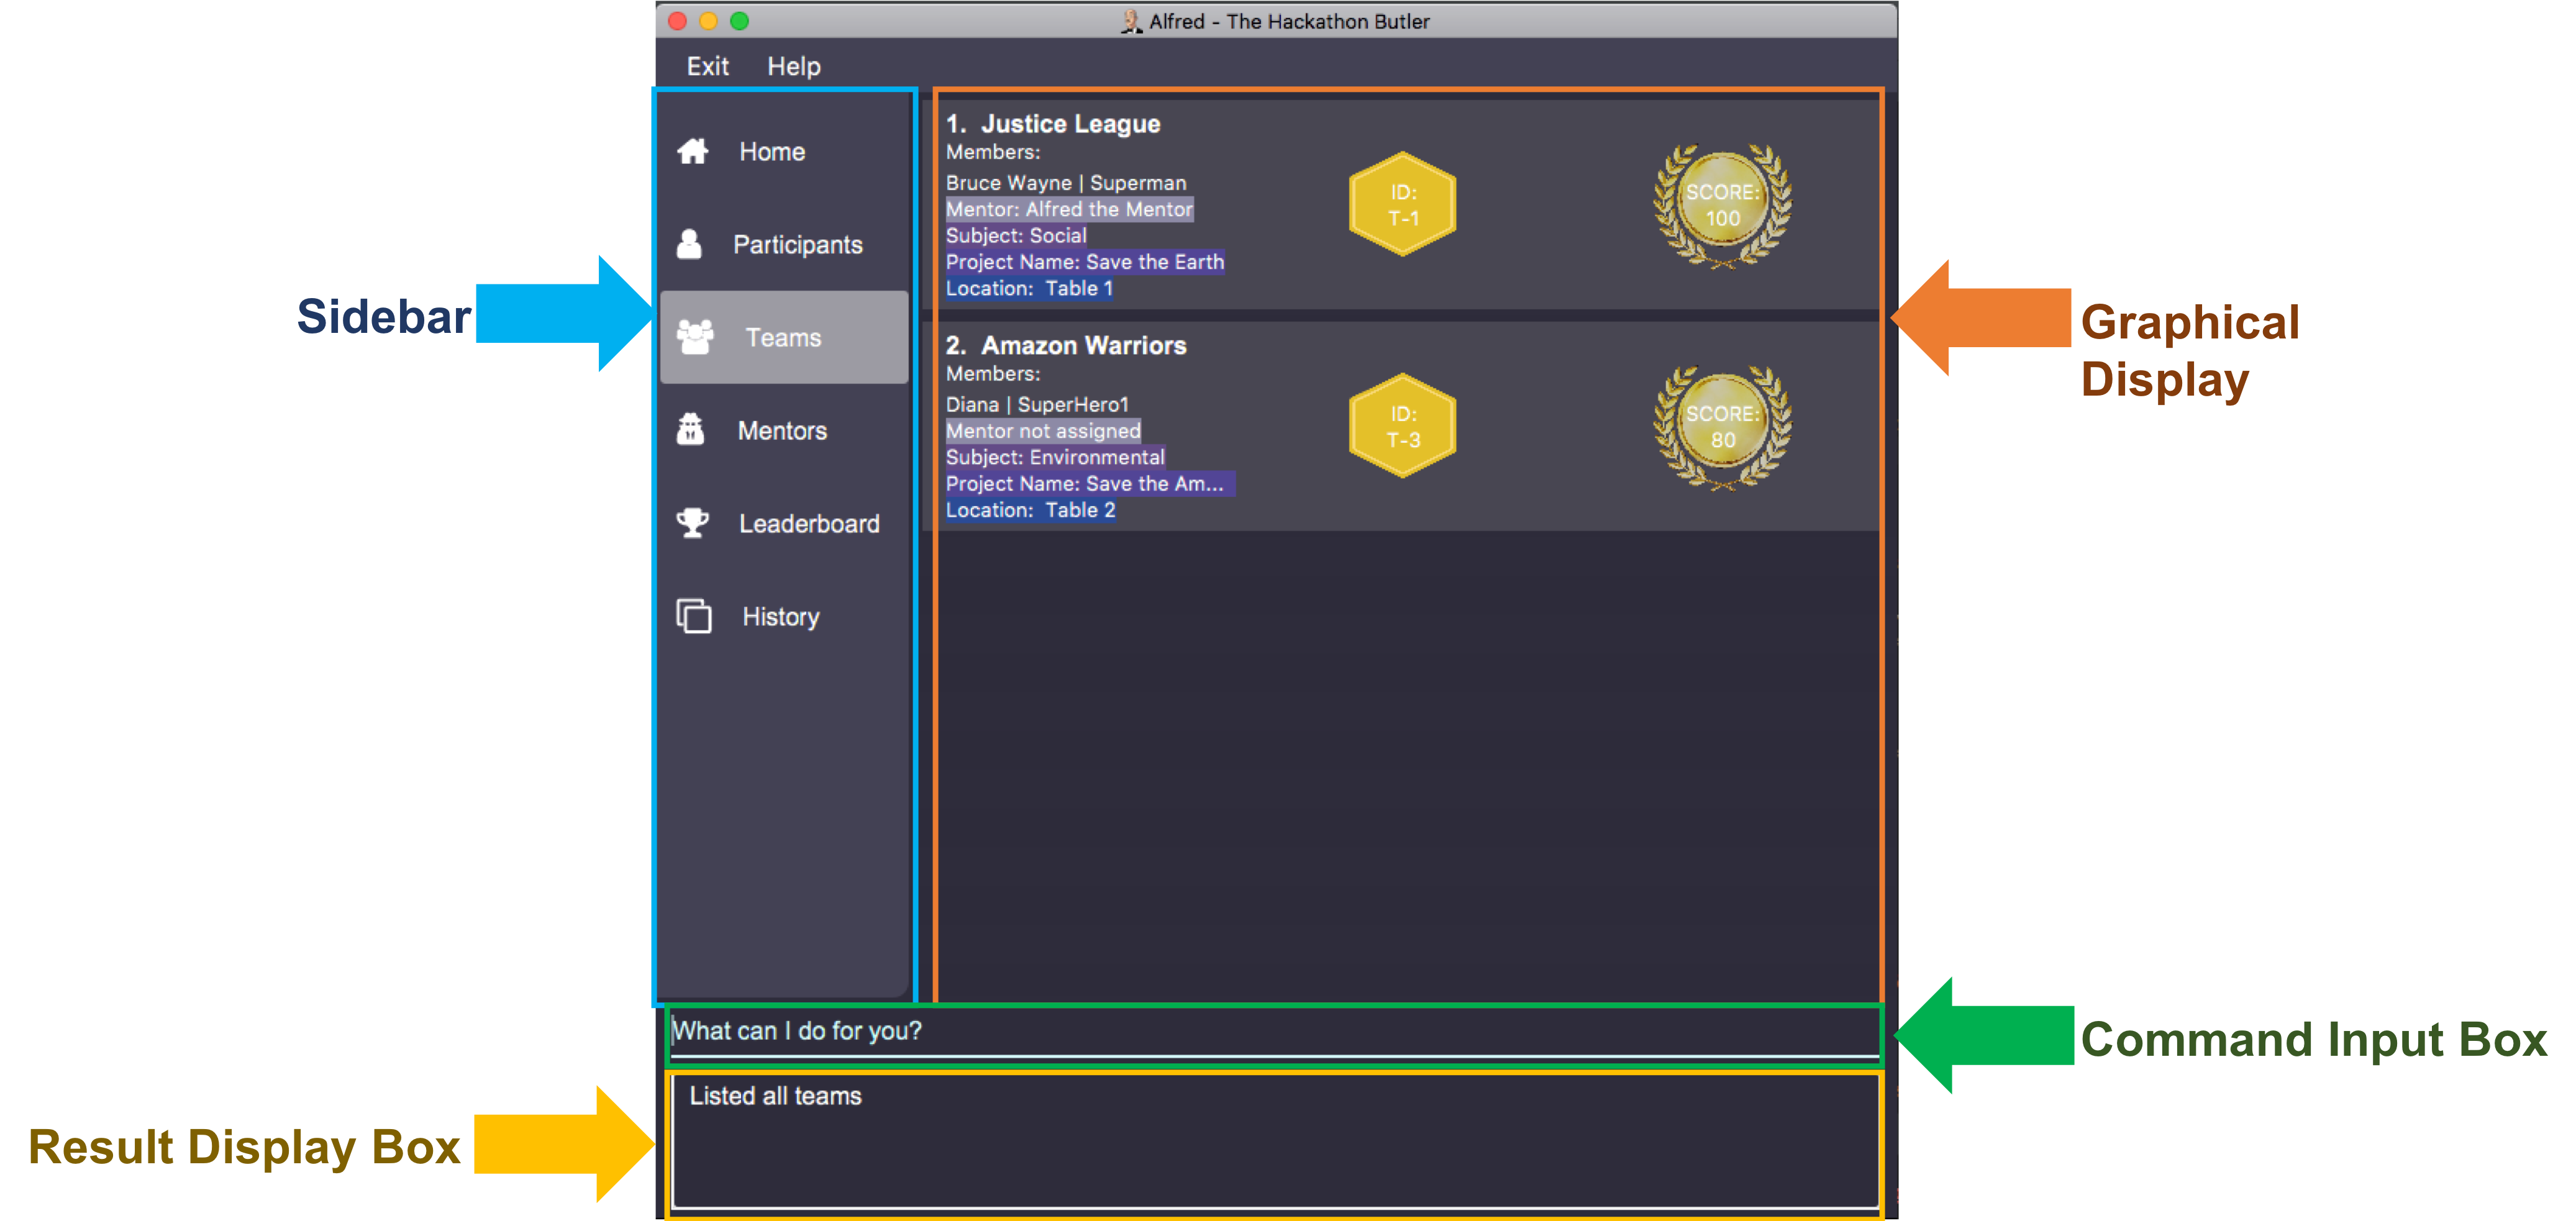 Alfred - The Hackathon Butler
Exit Help
Home
Participants
Teams
Mentors
Leaderboard
History
Sidebar
1. Justice League
Members:
Bruce Wayne | Superman
Mentor: Alfred the Mentor
Subject: Social
Project Name: Save the Earth
Location: Table 1
ID:
T-1
SCORE:
100
2. Amazon Warriors
Members:
Diana | SuperHero1
Mentor not assigned
Subject: Environmental
Project Name: Save the Am...
Location: Table 2
ID:
T-3
SCORE:
80
Graphical
Display
What can I do for you?
Command Input Box
Listed all teams
Result Display Box